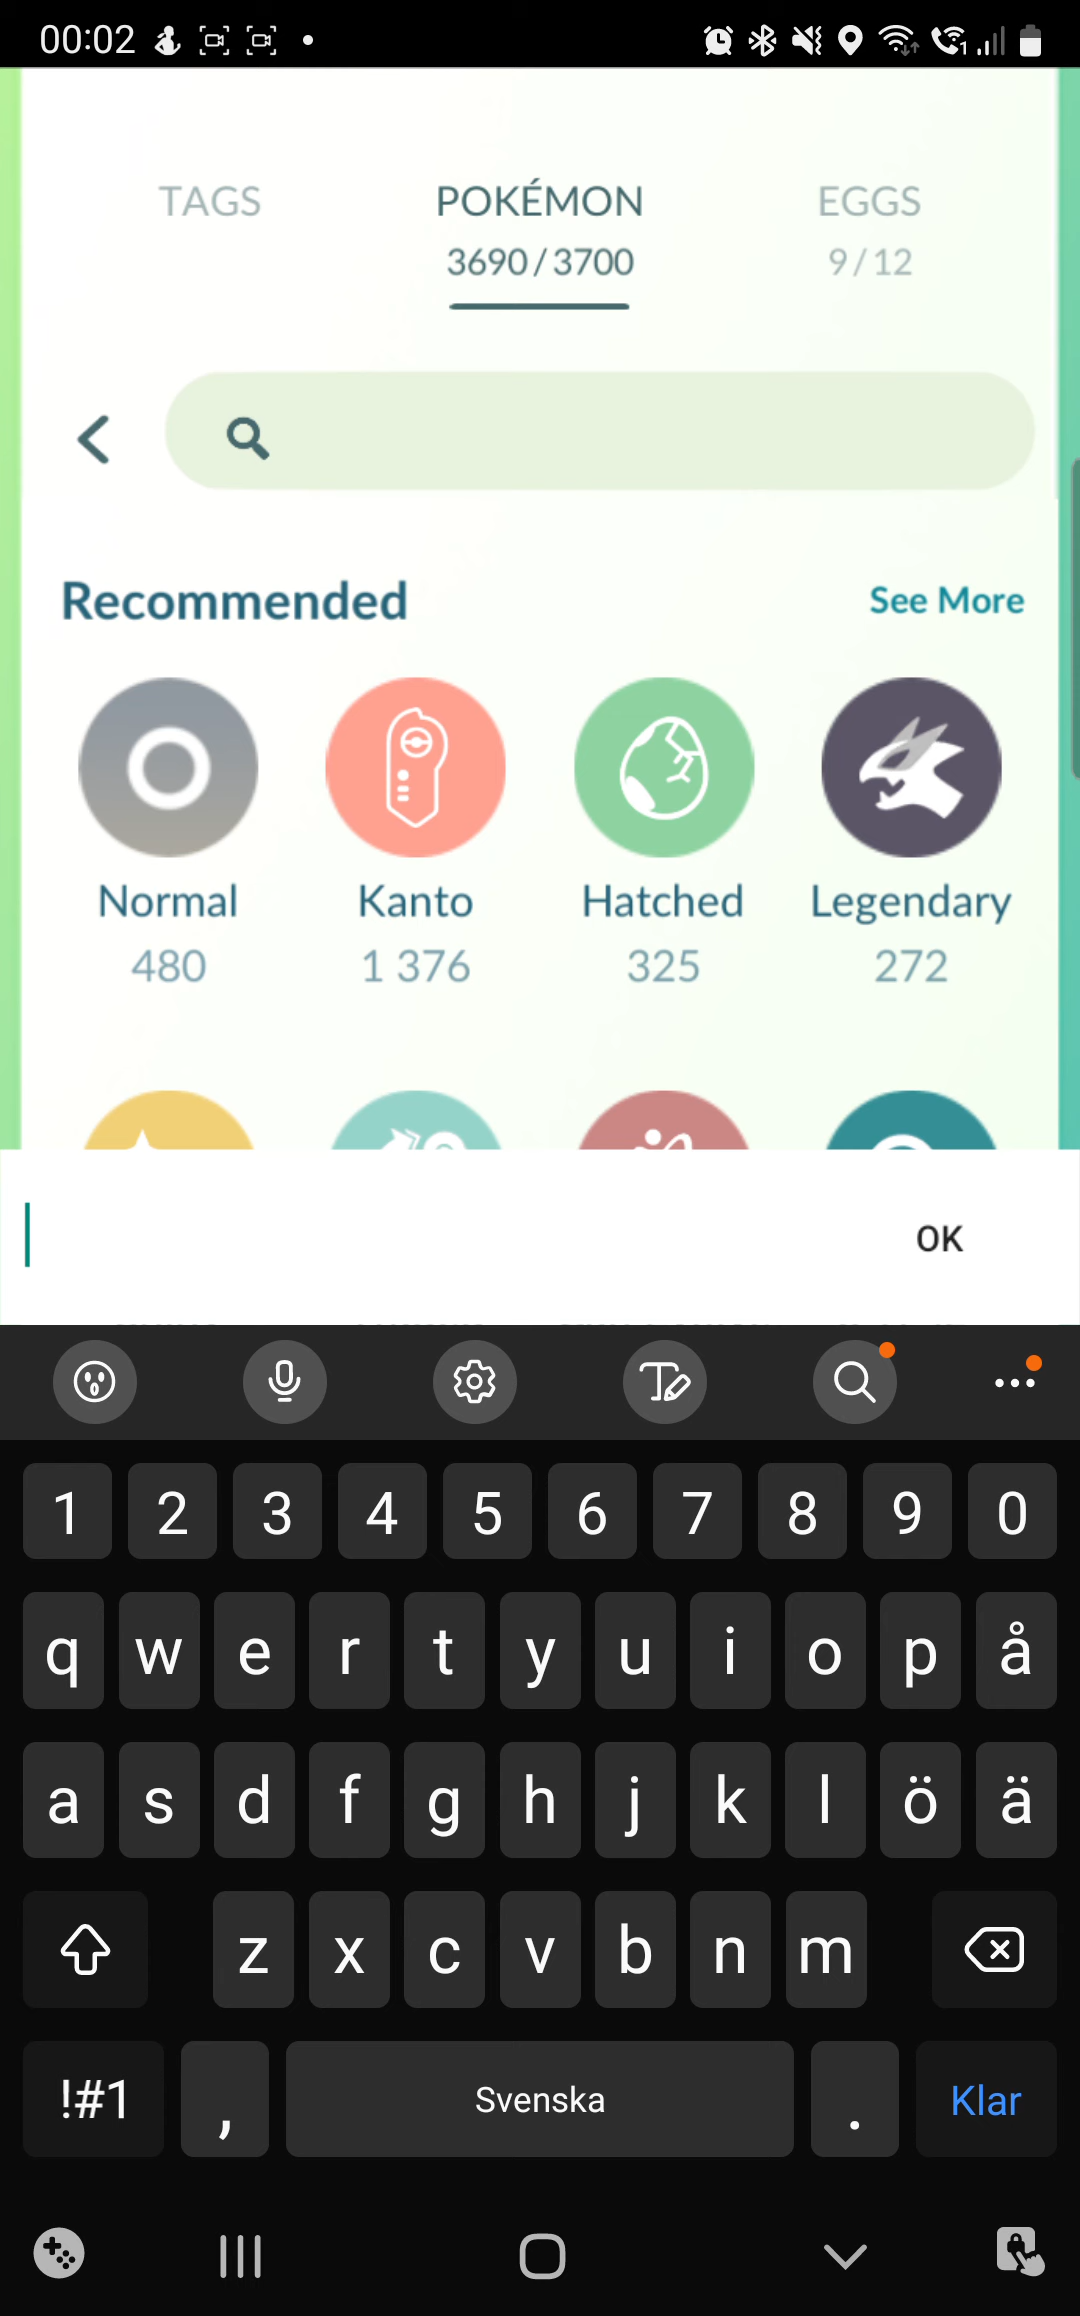 00:02
TAGS
POKÉMON
EGGS
3690/3700
9/12
Recommended
See More
Normal
Kanto
Hatched
Legendary
480
1 376
325
272
OK
1 2 3 4 5 6 7 8 9 0
q w e r t y u i o p å
a s d f g h j k l ö ä
z x c v b n m
!#1 , Svenska . Klar